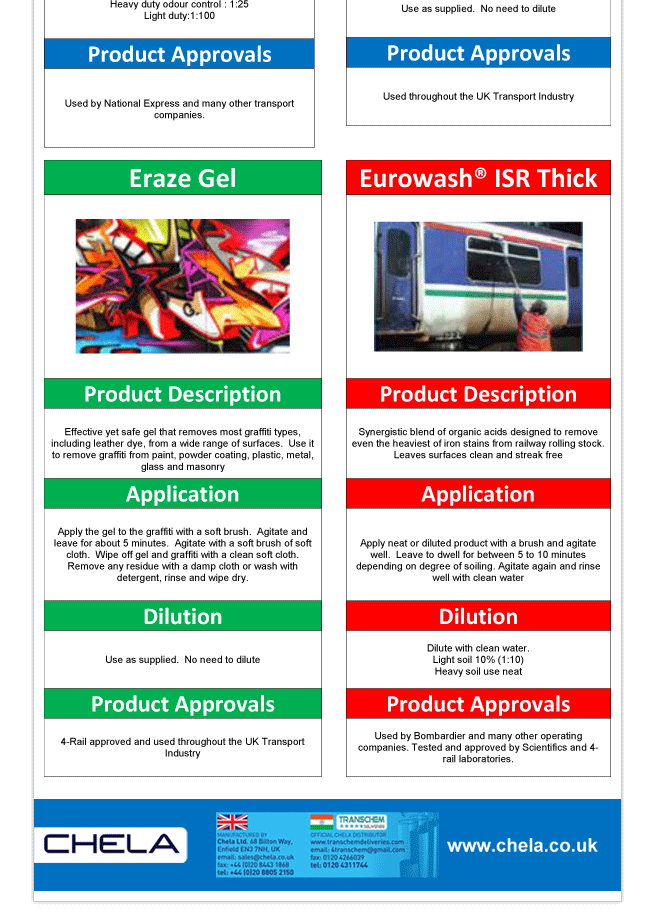 Heavy duty odour control : 1:25
Light duty:1:100
Product Approvals
Used by National Express and many other transport
companies.
Use as supplied.  No need to dilute
Product Approvals
Used throughout the UK Transport Industry
Eraze Gel
Product Description
Effective yet safe gel that removes most graffiti types,
including leather dye, from a wide range of surfaces.  Use it
to remove graffiti from paint, powder coating, plastic, metal,
glass and masonry
Application
Apply the gel to the graffiti with a soft brush.  Agitate and
leave for about 5 minutes.  Agitate with a soft brush of soft
cloth.  Wipe off gel and graffiti with a clean soft cloth.
Remove any residue with a damp cloth or wash with
detergent, rinse and wipe dry.
Dilution
Use as supplied.  No need to dilute
Product Approvals
4-Rail approved and used throughout the UK Transport
Industry
Eurowash® ISR Thick
Product Description
Synergistic blend of organic acids designed to remove
even the heaviest of iron stains from railway rolling stock.
Leaves surfaces clean and streak free
Application
Apply neat or diluted product with a brush and agitate
well.  Leave to dwell for between 5 to 10 minutes
depending on degree of soiling. Agitate again and rinse
well with clean water
Dilution
Dilute with clean water.
Light soil 10% (1:10)
Heavy soil use neat
Product Approvals
Used by Bombardier and many other operating
companies. Tested and approved by Scientifics and 4-
rail laboratories.
CHELA
MANUFACTURED BY
Chela Ltd. 68 Bilton Way,
Enfield EN3 7NH, UK
email: sales@chela.co.uk
fax: +44 (0)20 8443 1868
tel: +44 (0)20 8805 2150
TRANSCHEM
DELIVERIES
OFFICIAL CHELA DISTRIBUTOR
www.transchemdeliveries.com
email: 4transchem@gmail.com
fax: 0120 4266039
tel: 0120 4311744
www.chela.co.uk